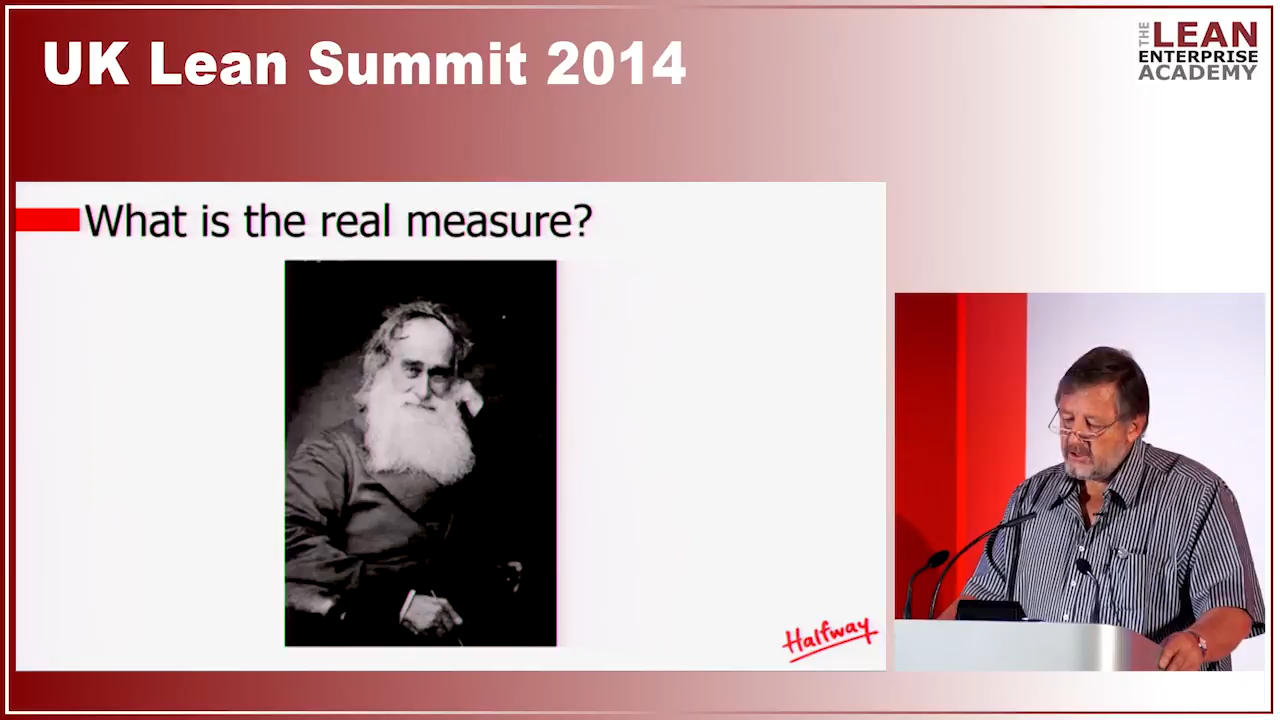 UK Lean Summit 2014
THE LEAN
ENTERPRISE
ACADEMY
What is the real measure?
Halfway